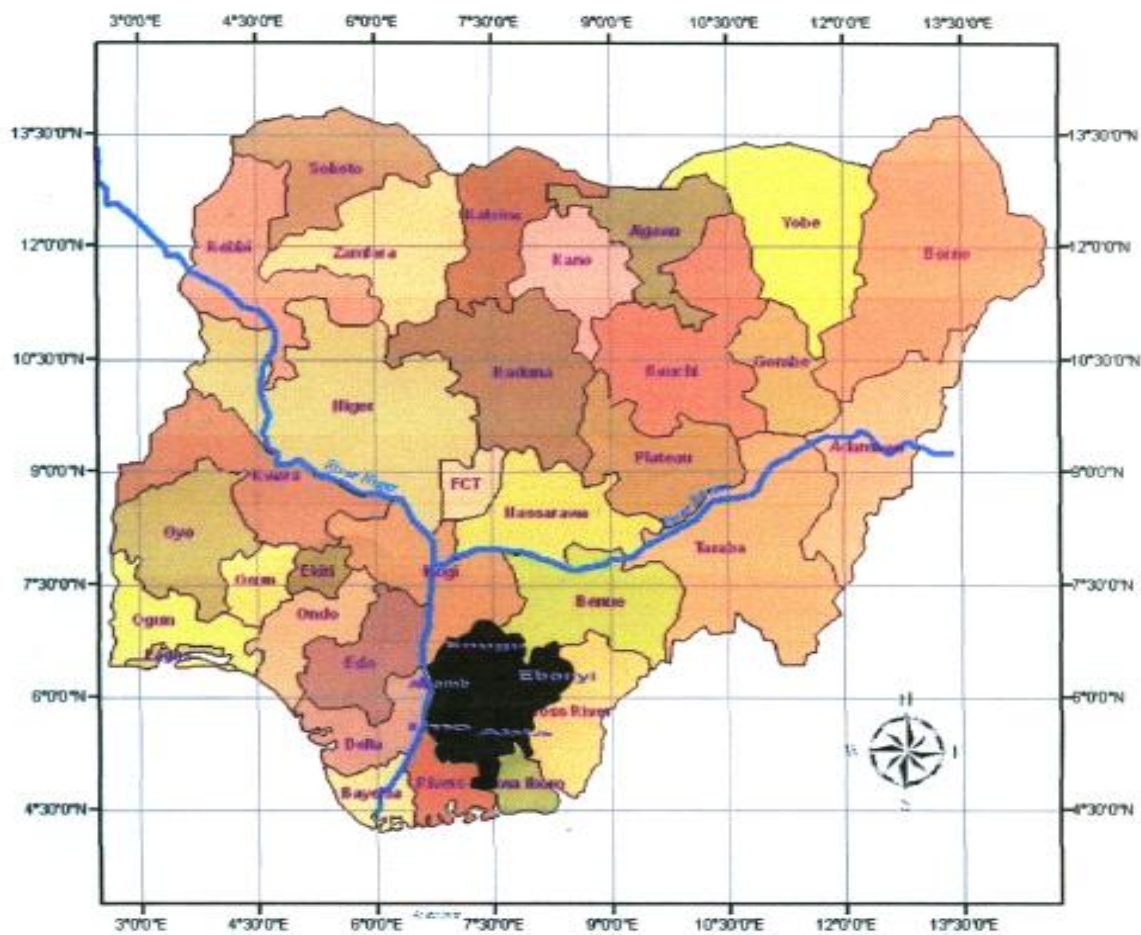 3°0'0"E 4°30'0"E 6°0'0"E 7°30'0"E 9°0'0"E 10°30'0"E 12°0'0"E 13°30'0"E
13°30'0"N 13°30'0"N
Sokoto
Katsina
Yobe
Jigawa
Kebbi Zamfara Kano Borno
12°0'0"N 12°0'0"N
10°30'0"N 10°30'0"N
Kaduna Bauchi Gombe
Niger
Adamawa
Plateau
9°0'0"N 9°0'0"N
Kwara River Niger FCT
Nassarawa
Oyo Taraba
Ekiti Kogi
7°30'0"N 7°30'0"N
Osun Benue
Ogun Ondo
Lagos Enugu
Edo Ebonyi
6°0'0"N 6°0'0"N
Anamb
oss River
Imo Abia
Delta
Rivers wa Ibom
Bayelsa
4°30'0"N 4°30'0"N
3°0'0"E 4°30'0"E 6°0'0"E 7°30'0"E 9°0'0"E 10°30'0"E 12°0'0"E 13°30'0"E